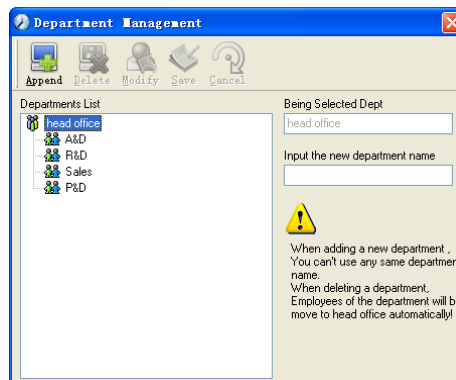 Department Management
Append Delete Modify Save Cancel
Departments List
head office
A&D
R&D
Sales
P&D
Being Selected Dept
head office
Input the new department name
When adding a new department ,
You can't use any same departmen
name.
When deleting a department,
Employees of the department will b
move to head office automatically!